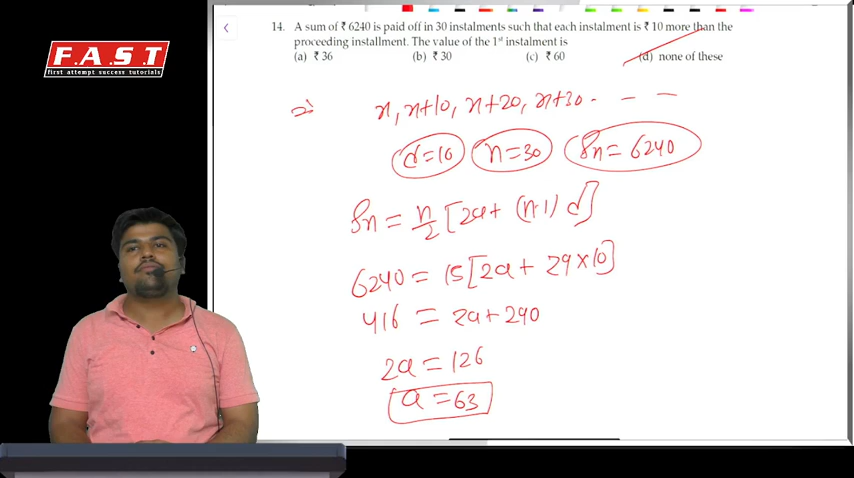 F.A.S.T
first attempt success tutorials
14. A sum of ₹ 6240 is paid off in 30 instalments such that each instalment is ₹ 10 more than the
proceeding installment. The value of the 1st instalment is
(a) ₹ 36 (b) ₹ 30 (c) ₹ 60 (d) none of these
⇒ x, x+10, x+20, x+30 - - -
d=10 n=30 Sn=6240
Sn = n/2 [2a+ (n-1) d]
6240 = 15[2a + 29×10]
416 = 2a+290
2a = 126
a = 63